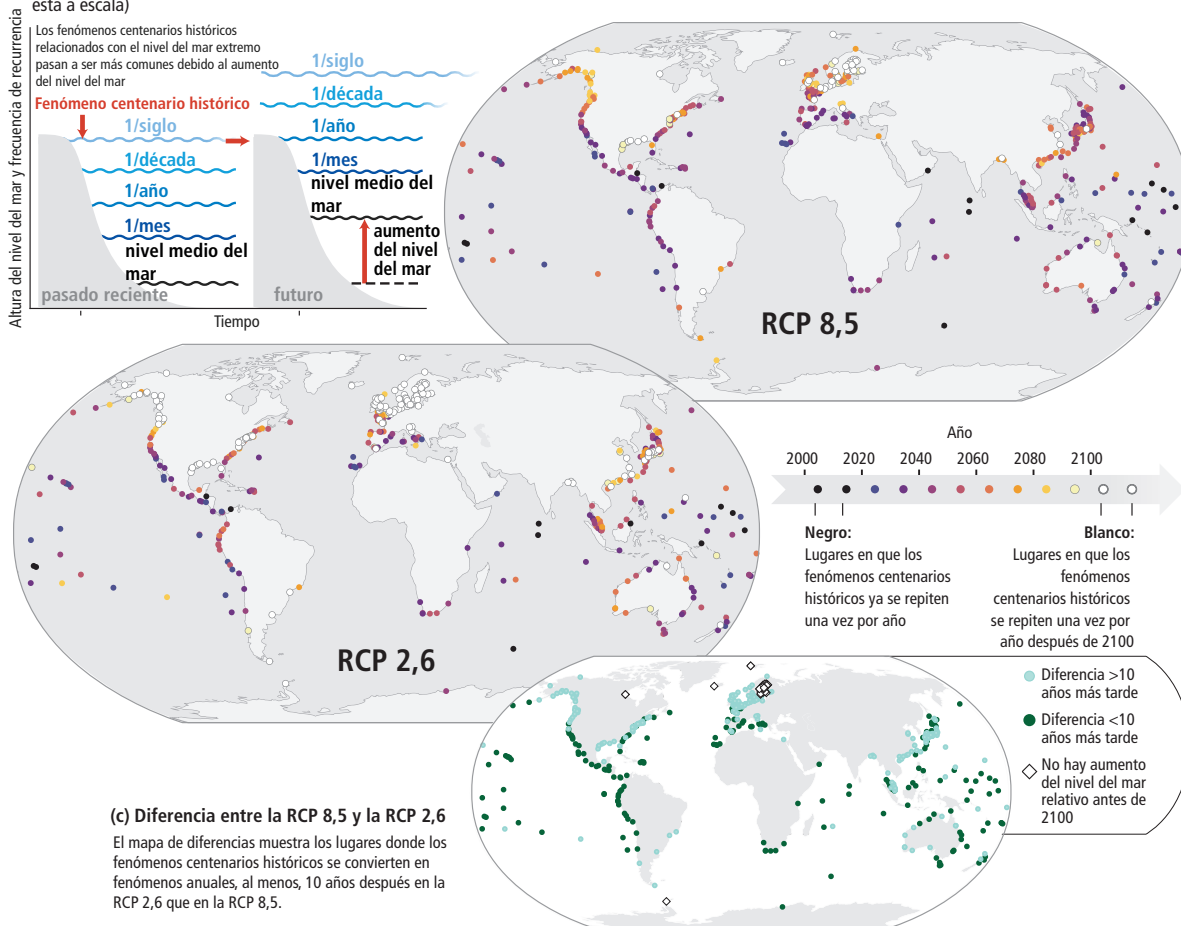 está a escala)
Altura del nivel del mar y frecuencia de recurrencia
Los fenómenos centenarios históricos
relacionados con el nivel del mar extremo
pasan a ser más comunes debido al aumento
del nivel del mar
Fenómeno centenario histórico
1/siglo
1/década
1/año
1/mes
nivel medio del
mar
pasado reciente
1/siglo
1/década
1/año
1/mes
nivel medio del
mar
aumento
del nivel
del mar
futuro
Tiempo
RCP 8,5
RCP 2,6
Año
2000 2020 2040 2060 2080 2100
Negro:
Lugares en que los
fenómenos centenarios
históricos ya se repiten
una vez por año
Blanco:
Lugares en que los
fenómenos
centenarios históricos
se repiten una vez por
año después de 2100
Diferencia >10
años más tarde
Diferencia <10
años más tarde
No hay aumento
del nivel del mar
relativo antes de
2100
(c) Diferencia entre la RCP 8,5 y la RCP 2,6
El mapa de diferencias muestra los lugares donde los
fenómenos centenarios históricos se convierten en
fenómenos anuales, al menos, 10 años después en la
RCP 2,6 que en la RCP 8,5.